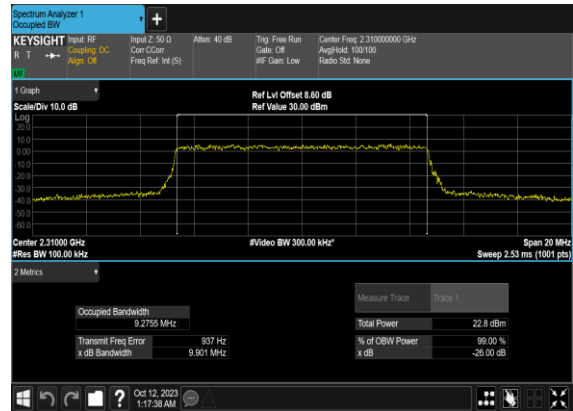 Spectrum Analyzer 1
Occupied BW
+
KEYSIGHT Input: RF Input Z: 50 Ω Atten: 40 dB Trig: Free Run Center Freq: 2.310000000 GHz
R T Coupling: DC Corr CCorr Gate: Off Avg|Hold: 100/100
Align: Off Freq Ref: Int (S) #IF Gain: Low Radio Std: None
LW
1 Graph
Ref Lvl Offset 8.60 dB
Scale/Div 10.0 dB Ref Value 30.00 dBm
Log
20.0
10.0
0.00
-10.0
-20.0
-30.0
-40.0
-50.0
-60.0
Center 2.31000 GHz #Video BW 300.00 kHz* Span 20 MHz
#Res BW 100.00 kHz Sweep 2.53 ms (1001 pts)
2 Metrics
Measure Trace Trace 1
Occupied Bandwidth
9.2755 MHz Total Power 22.8 dBm
Transmit Freq Error 937 Hz % of OBW Power 99.00 %
x dB Bandwidth 9.901 MHz x dB -26.00 dB
? Oct 12, 2023
1:17:38 AM